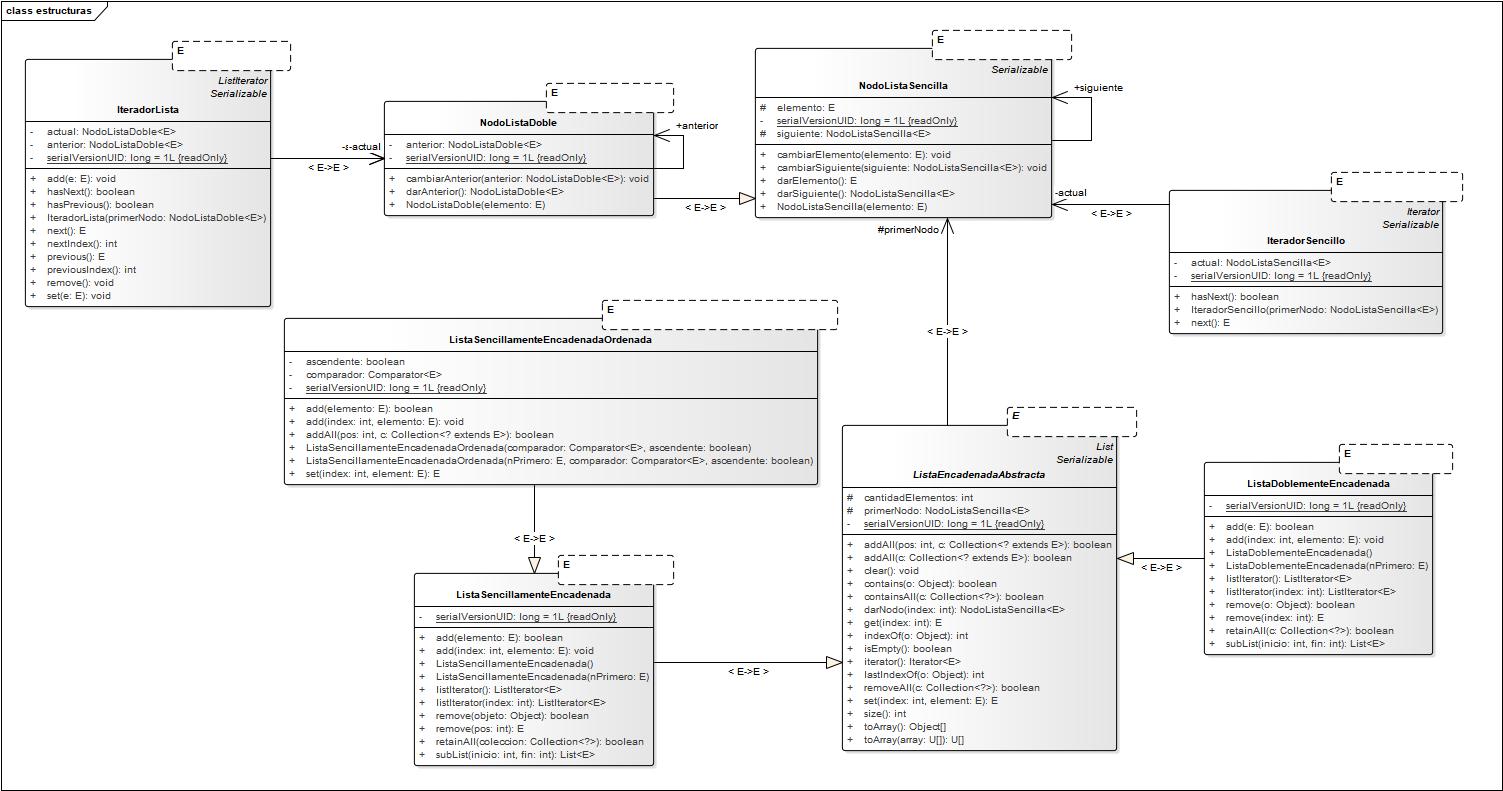 class estructuras
E
ListIterator
Serializable
IteradorLista
- actual: NodoListaDoble<E>
- anterior: NodoListaDoble<E>
- serialVersionUID: long = 1L {readOnly}
+ add(e: E): void
+ hasNext(): boolean
+ hasPrevious(): boolean
+ IteradorLista(primerNodo: NodoListaDoble<E>)
+ next(): E
+ nextIndex(): int
+ previous(): E
+ previousIndex(): int
+ remove(): void
+ set(e: E): void
-actual
< E->E >
E
NodoListaDoble
- anterior: NodoListaDoble<E>
- serialVersionUID: long = 1L {readOnly}
+ cambiarAnterior(anterior: NodoListaDoble<E>): void
+ darAnterior(): NodoListaDoble<E>
+ NodoListaDoble(elemento: E)
+anterior
< E->E >
E
Serializable
NodoListaSencilla
# elemento: E
- serialVersionUID: long = 1L {readOnly}
# siguiente: NodoListaSencilla<E>
+ cambiarElemento(elemento: E): void
+ cambiarSiguiente(siguiente: NodoListaSencilla<E>): void
+ darElemento(): E
+ darSiguiente(): NodoListaSencilla<E>
+ NodoListaSencilla(elemento: E)
+siguiente
-actual
< E->E >
#primerNodo
< E->E >
E
Iterator
Serializable
IteradorSencillo
- actual: NodoListaSencilla<E>
- serialVersionUID: long = 1L {readOnly}
+ hasNext(): boolean
+ IteradorSencillo(primerNodo: NodoListaSencilla<E>)
+ next(): E
E
ListaSencillamenteEncadenadaOrdenada
- ascendente: boolean
- comparador: Comparator<E>
- serialVersionUID: long = 1L {readOnly}
+ add(elemento: E): boolean
+ add(index: int, elemento: E): void
+ addAll(pos: int, c: Collection<? extends E>): boolean
+ ListaSencillamenteEncadenadaOrdenada(comparador: Comparator<E>, ascendente: boolean)
+ ListaSencillamenteEncadenadaOrdenada(nPrimero: E, comparador: Comparator<E>, ascendente: boolean)
+ set(index: int, element: E): E
< E->E >
E
ListaSencillamenteEncadenada
- serialVersionUID: long = 1L {readOnly}
+ add(elemento: E): boolean
+ add(index: int, elemento: E): void
+ ListaSencillamenteEncadenada()
+ ListaSencillamenteEncadenada(nPrimero: E)
+ listIterator(): ListIterator<E>
+ listIterator(index: int): ListIterator<E>
+ remove(objeto: Object): boolean
+ remove(pos: int): E
+ retainAll(coleccion: Collection<?>): boolean
+ subList(inicio: int, fin: int): List<E>
< E->E >
E
List
Serializable
ListaEncadenadaAbstracta
# cantidadElementos: int
# primerNodo: NodoListaSencilla<E>
- serialVersionUID: long = 1L {readOnly}
+ addAll(pos: int, c: Collection<? extends E>): boolean
+ addAll(c: Collection<? extends E>): boolean
+ clear(): void
+ contains(o: Object): boolean
+ containsAll(c: Collection<?>): boolean
+ darNodo(index: int): NodoListaSencilla<E>
+ get(index: int): E
+ indexOf(o: Object): int
+ isEmpty(): boolean
+ iterator(): Iterator<E>
+ lastIndexOf(o: Object): int
+ removeAll(c: Collection<?>): boolean
+ set(index: int, element: E): E
+ size(): int
+ toArray(): Object[]
+ toArray(array: U[]): U[]
< E->E >
E
ListaDoblementeEncadenada
- serialVersionUID: long = 1L {readOnly}
+ add(e: E): boolean
+ add(index: int, elemento: E): void
+ ListaDoblementeEncadenada()
+ ListaDoblementeEncadenada(nPrimero: E)
+ listIterator(): ListIterator<E>
+ listIterator(index: int): ListIterator<E>
+ remove(o: Object): boolean
+ remove(index: int): E
+ retainAll(c: Collection<?>): boolean
+ subList(inicio: int, fin: int): List<E>